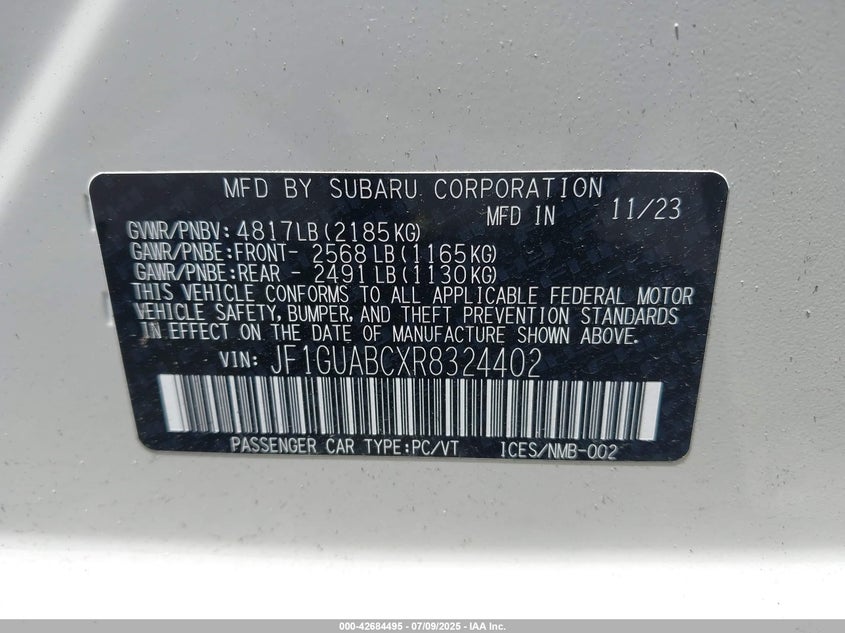 MFD BY SUBARU CORPORATION
MFD IN 11/23
GVWR/PNBV: 4817LB(2185KG)
GAWR/PNBE:FRONT- 2568LB(1165KG)
GAWR/PNBE:REAR - 2491LB(1130KG)
THIS VEHICLE CONFORMS TO ALL APPLICABLE FEDERAL MOTOR
VEHICLE SAFETY, BUMPER, AND THEFT PREVENTION STANDARDS
IN EFFECT ON THE DATE OF MANUFACTURE SHOWN ABOVE.
VIN: JF1GUABCXR8324402
PASSENGER CAR TYPE:PC/VT ICES/NMB-002
000-42684495 - 07/09/2025 - IAA Inc.